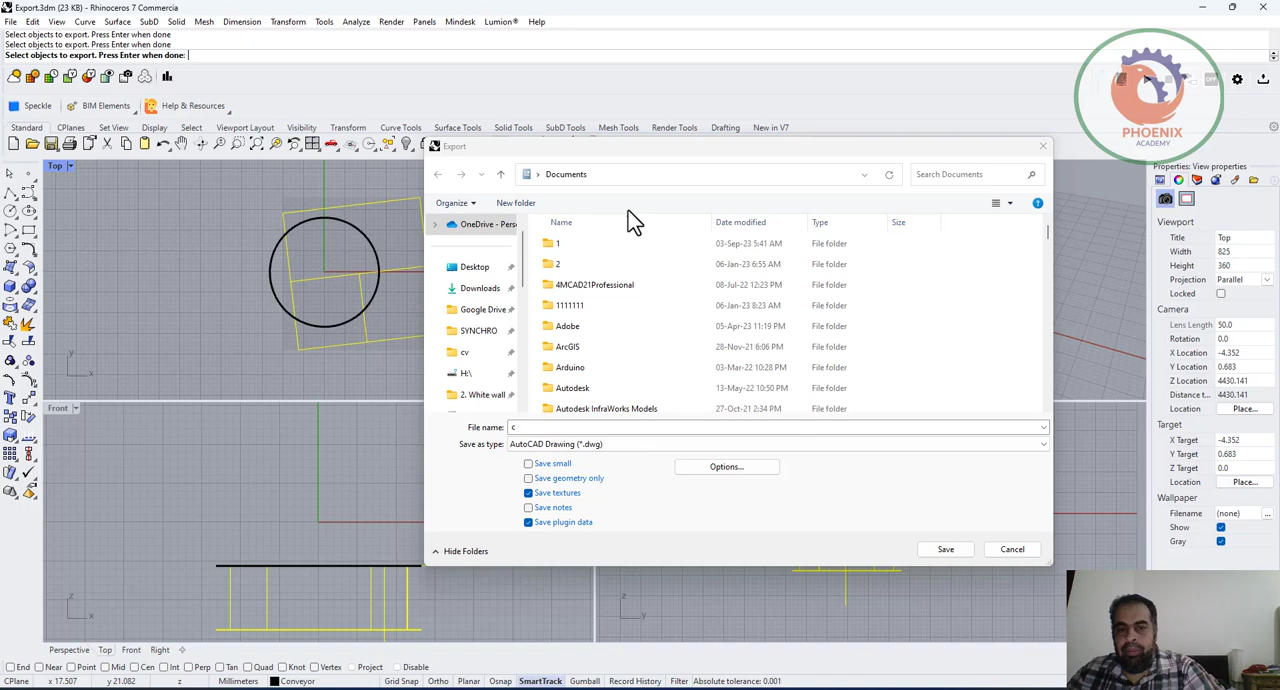 Export.3dm (23 KB) - Rhinoceros 7 Commercia
File Edit View Curve Surface SubD Solid Mesh Dimension Transform Tools Analyze Render Panels Mindesk Lumion® Help
Select objects to export. Press Enter when done
Select objects to export. Press Enter when done
Select objects to export. Press Enter when done:
Speckle BIM Elements Help & Resources
PHOENIX
ACADEMY
Standard CPlanes Set View Display Select Viewport Layout Visibility Transform Curve Tools Surface Tools Solid Tools SubD Tools Mesh Tools Render Tools Drafting New in V7
Top
Export
Documents
Search Documents
Organize New folder
Name Date modified Type Size
OneDrive - Perso
Desktop
Downloads
Google Drive
SYNCHRO
cv
H:\
2. White wall
1 03-Sep-23 5:41 AM File folder
2 06-Jan-23 6:55 AM File folder
4MCAD21Professional 08-Jul-22 12:23 PM File folder
1111111 06-Jan-23 8:23 AM File folder
Adobe 05-Apr-23 11:19 PM File folder
ArcGIS 28-Nov-21 6:06 PM File folder
Arduino 03-Mar-22 10:28 PM File folder
Autodesk 13-May-22 10:50 PM File folder
Autodesk InfraWorks Models 27-Oct-21 2:34 PM File folder
File name: c
Save as type: AutoCAD Drawing (*.dwg)
Save small
Save geometry only
Save textures
Save notes
Save plugin data
Options...
Hide Folders
Save Cancel
Properties: View properties
Viewport
Title Top
Width 825
Height 360
Projection Parallel
Locked
Camera
Lens Length 50.0
Rotation 0.0
X Location -4.352
Y Location 0.683
Z Location 4430.141
Distance t... 4430.141
Location Place...
Target
X Target -4.352
Y Target 0.683
Z Target 0.0
Location Place...
Wallpaper
Filename (none) ...
Show
Gray
y
x
Front
z
x
z
y
Perspective Top Front Right
End Near Point Mid Cen Int Perp Tan Quad Knot Vertex Project Disable
CPlane x 17.507 y 21.082 z Millimeters Conveyor Grid Snap Ortho Planar Osnap SmartTrack Gumball Record History Filter Absolute tolerance: 0.001